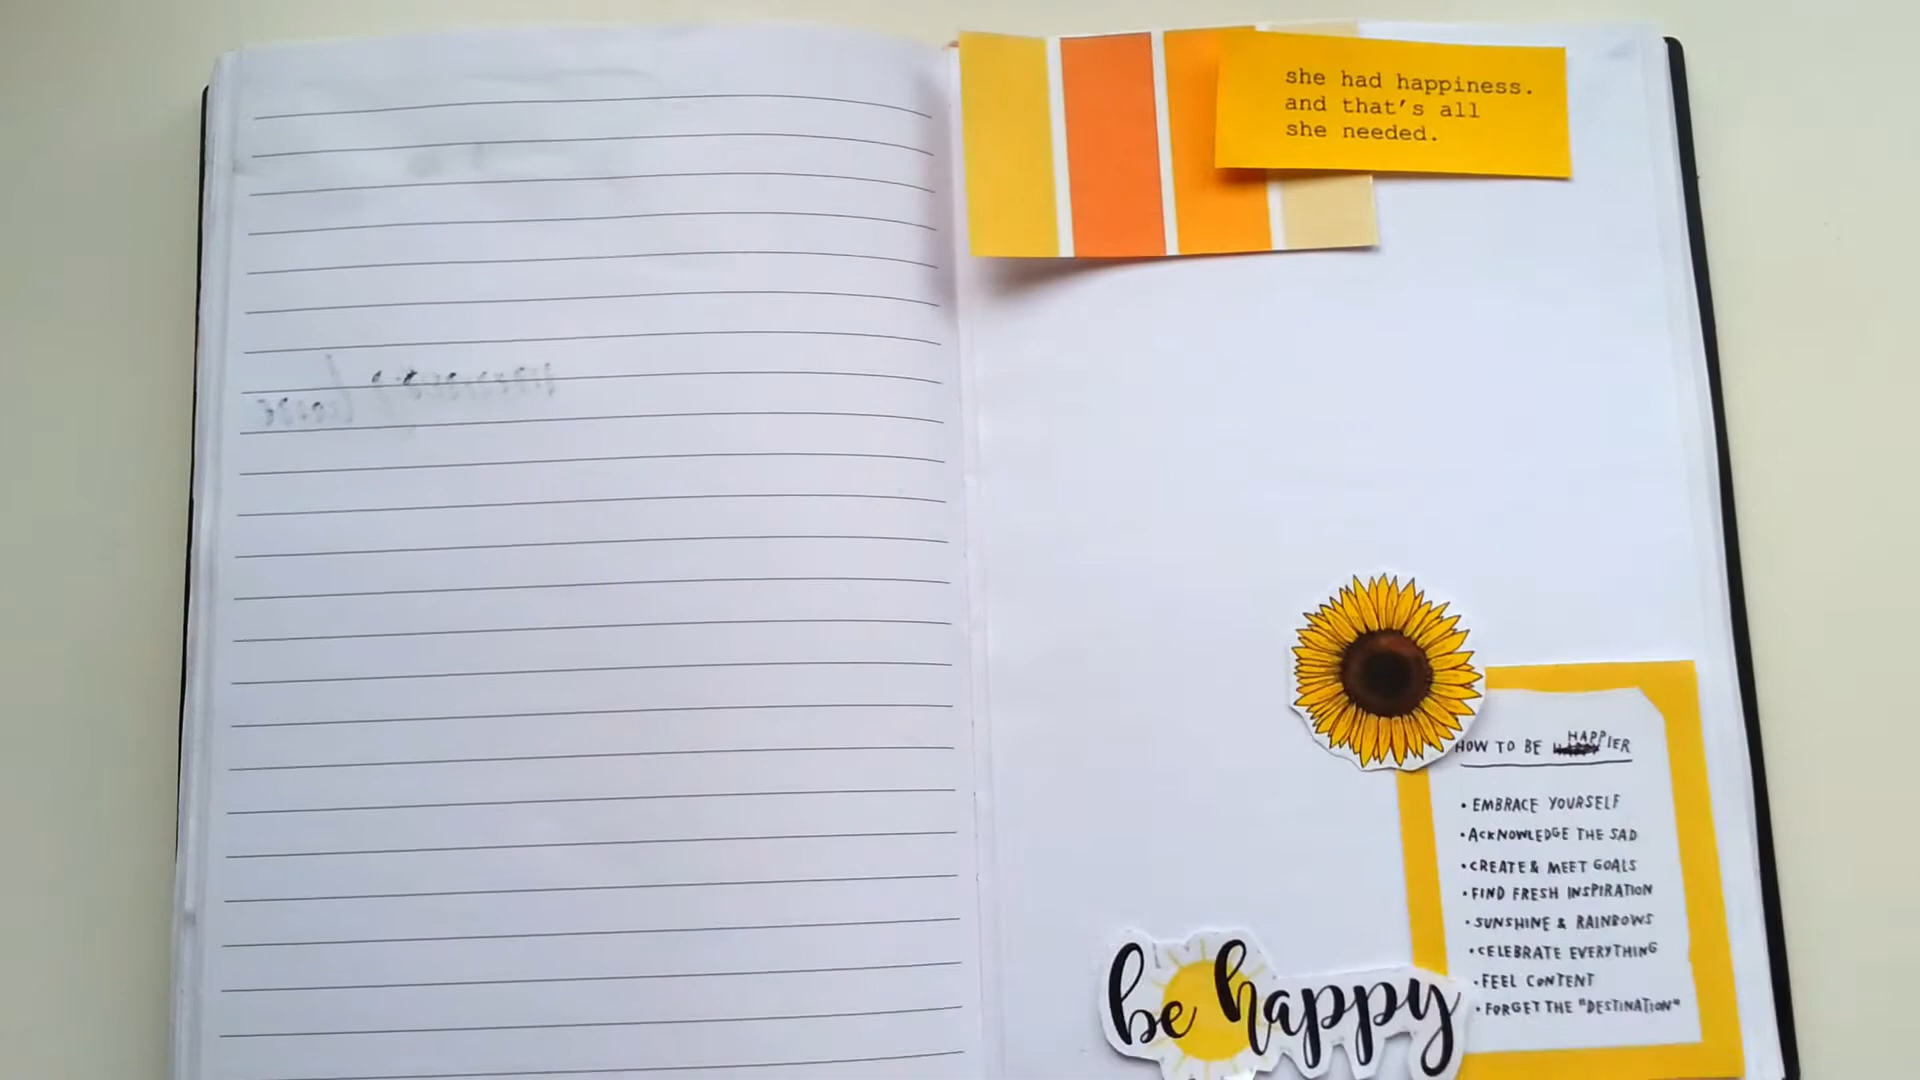 she had happiness.
and that's all
she needed.
HOW TO BE HAPPIER
• EMBRACE YOURSELF
• ACKNOWLEDGE THE SAD
• CREATE & MEET GOALS
• FIND FRESH INSPIRATION
• SUNSHINE & RAINBOWS
• CELEBRATE EVERYTHING
• FEEL CONTENT
• FORGET THE "DESTINATION"
be happy